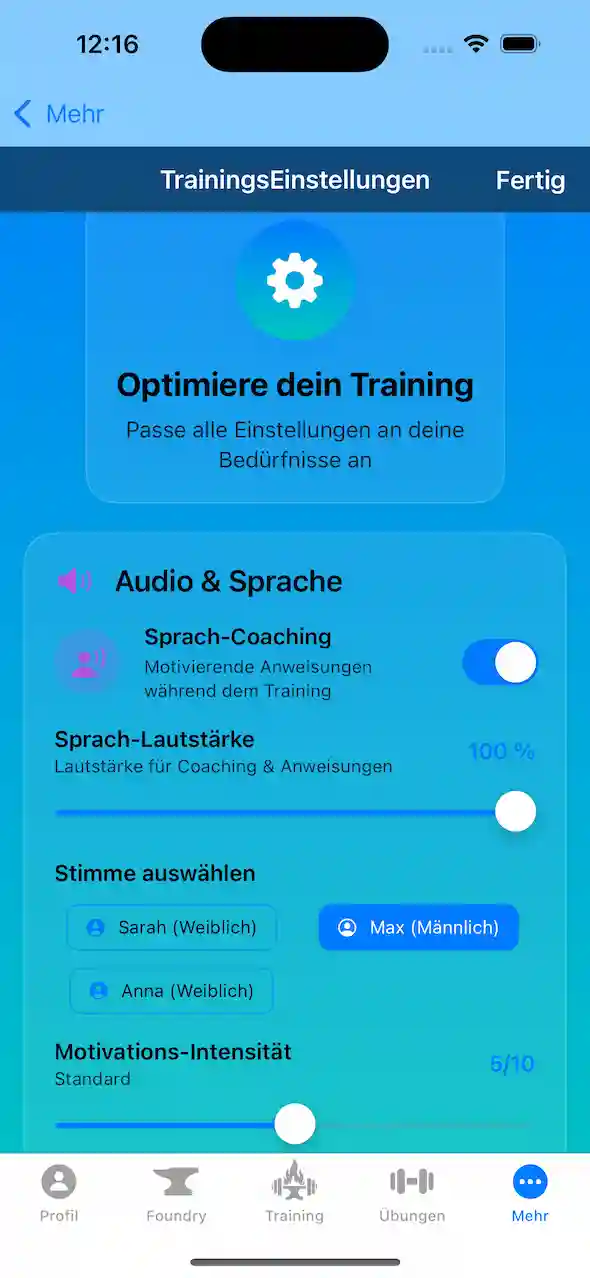 12:16
Mehr
TrainingsEinstellungen
Fertig
Optimiere dein Training
Passe alle Einstellungen an deine
Bedürfnisse an
Audio & Sprache
Sprach-Coaching
Motivierende Anweisungen
während dem Training
Sprach-Lautstärke
Lautstärke für Coaching & Anweisungen
100 %
Stimme auswählen
Sarah (Weiblich)
Max (Männlich)
Anna (Weiblich)
Motivations-Intensität
Standard
5/10
Profil
Foundry
Training
Übungen
Mehr